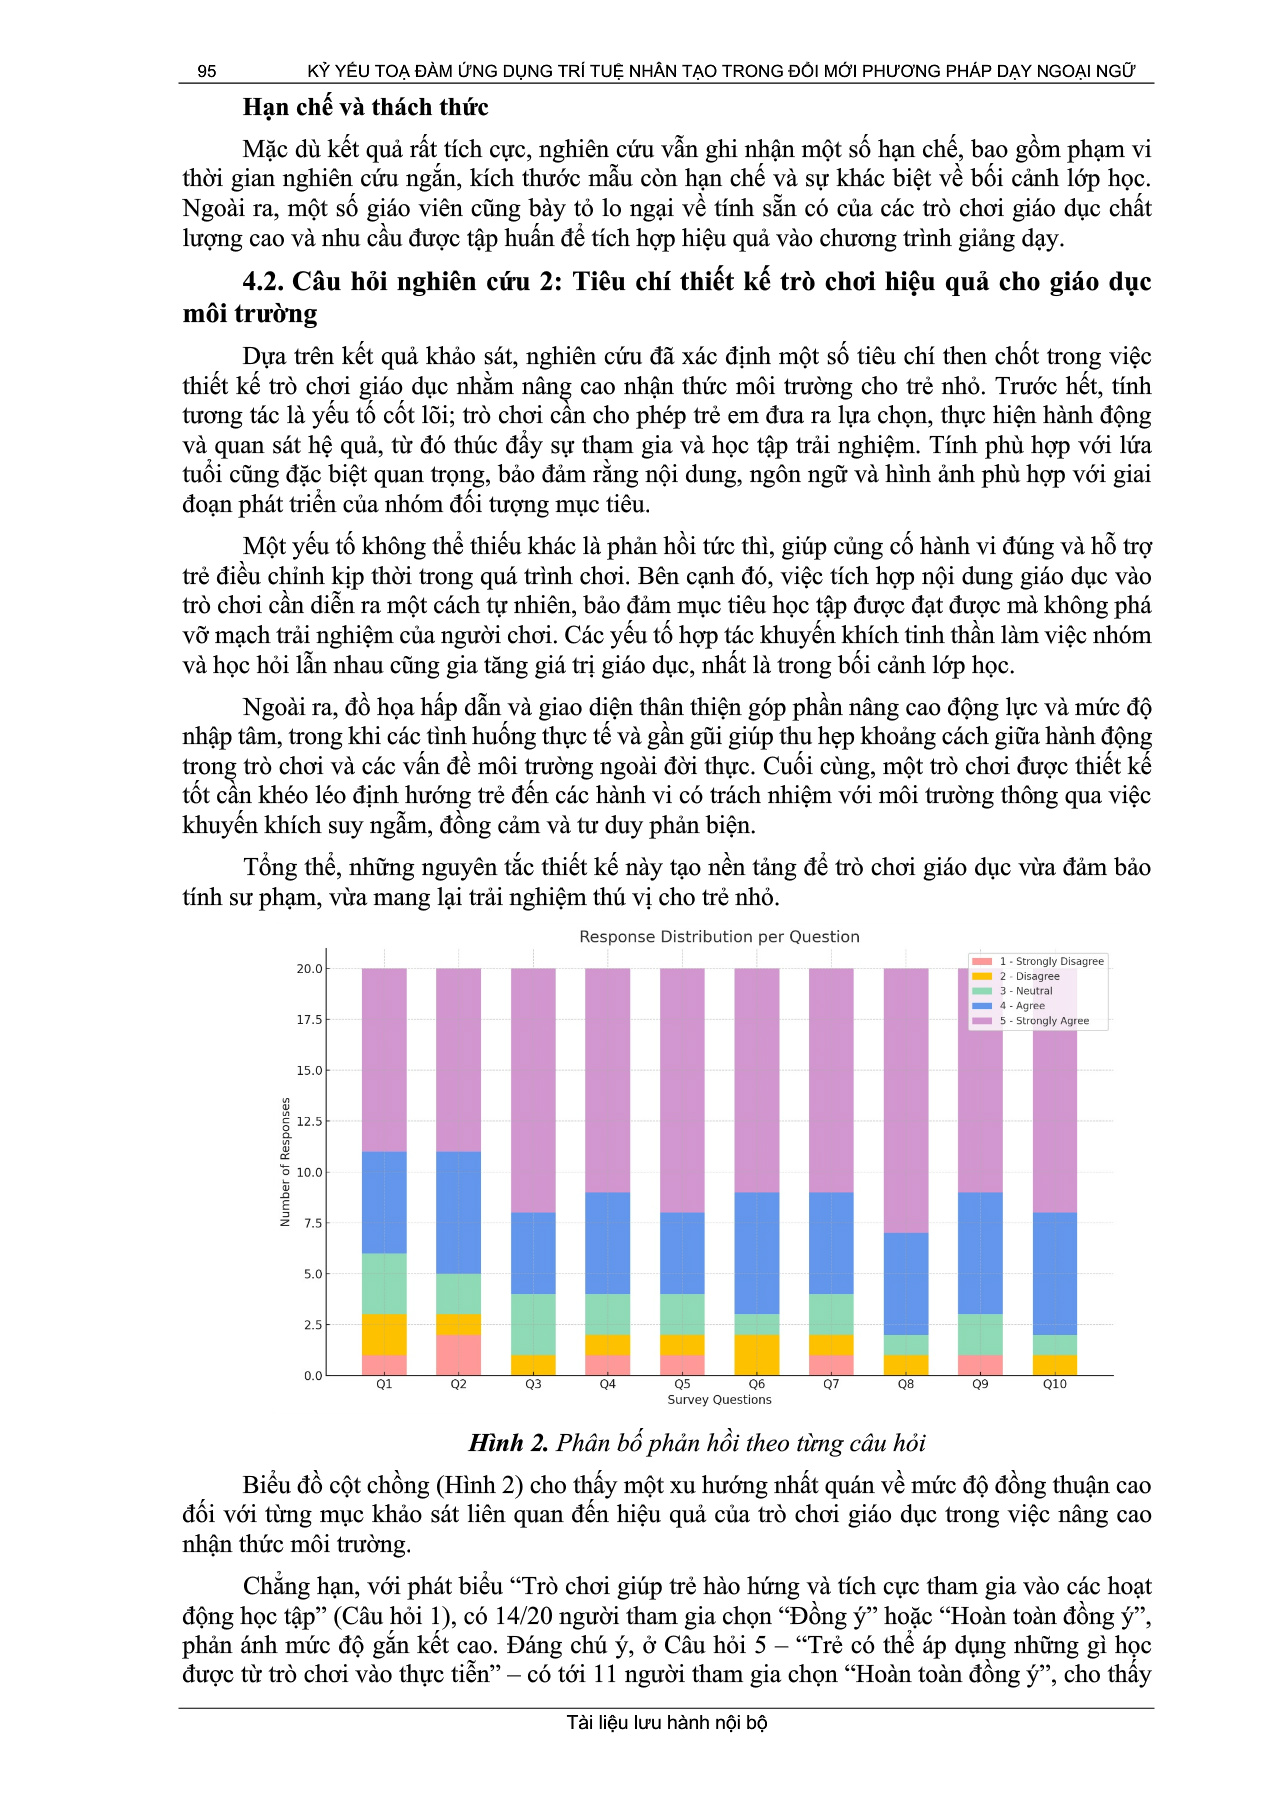 95 KỶ YẾU TOẠ ĐÀM ỨNG DỤNG TRÍ TUỆ NHÂN TẠO TRONG ĐỔI MỚI PHƯƠNG PHÁP DẠY NGOẠI NGỮ
Hạn chế và thách thức
Mặc dù kết quả rất tích cực, nghiên cứu vẫn ghi nhận một số hạn chế, bao gồm phạm vi
thời gian nghiên cứu ngắn, kích thước mẫu còn hạn chế và sự khác biệt về bối cảnh lớp học.
Ngoài ra, một số giáo viên cũng bày tỏ lo ngại về tính sẵn có của các trò chơi giáo dục chất
lượng cao và nhu cầu được tập huấn để tích hợp hiệu quả vào chương trình giảng dạy.
4.2. Câu hỏi nghiên cứu 2: Tiêu chí thiết kế trò chơi hiệu quả cho giáo dục
môi trường
Dựa trên kết quả khảo sát, nghiên cứu đã xác định một số tiêu chí then chốt trong việc
thiết kế trò chơi giáo dục nhằm nâng cao nhận thức môi trường cho trẻ nhỏ. Trước hết, tính
tương tác là yếu tố cốt lõi; trò chơi cần cho phép trẻ em đưa ra lựa chọn, thực hiện hành động
và quan sát hệ quả, từ đó thúc đẩy sự tham gia và học tập trải nghiệm. Tính phù hợp với lứa
tuổi cũng đặc biệt quan trọng, bảo đảm rằng nội dung, ngôn ngữ và hình ảnh phù hợp với giai
đoạn phát triển của nhóm đối tượng mục tiêu.
Một yếu tố không thể thiếu khác là phản hồi tức thì, giúp củng cố hành vi đúng và hỗ trợ
trẻ điều chỉnh kịp thời trong quá trình chơi. Bên cạnh đó, việc tích hợp nội dung giáo dục vào
trò chơi cần diễn ra một cách tự nhiên, bảo đảm mục tiêu học tập được đạt được mà không phá
vỡ mạch trải nghiệm của người chơi. Các yếu tố hợp tác khuyến khích tinh thần làm việc nhóm
và học hỏi lẫn nhau cũng gia tăng giá trị giáo dục, nhất là trong bối cảnh lớp học.
Ngoài ra, đồ họa hấp dẫn và giao diện thân thiện góp phần nâng cao động lực và mức độ
nhập tâm, trong khi các tình huống thực tế và gần gũi giúp thu hẹp khoảng cách giữa hành động
trong trò chơi và các vấn đề môi trường ngoài đời thực. Cuối cùng, một trò chơi được thiết kế
tốt cần khéo léo định hướng trẻ đến các hành vi có trách nhiệm với môi trường thông qua việc
khuyến khích suy ngẫm, đồng cảm và tư duy phản biện.
Tổng thể, những nguyên tắc thiết kế này tạo nền tảng để trò chơi giáo dục vừa đảm bảo
tính sư phạm, vừa mang lại trải nghiệm thú vị cho trẻ nhỏ.
Response Distribution per Question
1 - Strongly Disagree
2 - Disagree
3 - Neutral
4 - Agree
5 - Strongly Agree
20.0
17.5
15.0
12.5
10.0
7.5
5.0
2.5
0.0
Number of Responses
Q1 Q2 Q3 Q4 Q5 Q6 Q7 Q8 Q9 Q10
Survey Questions
Hình 2. Phân bố phản hồi theo từng câu hỏi
Biểu đồ cột chồng (Hình 2) cho thấy một xu hướng nhất quán về mức độ đồng thuận cao
đối với từng mục khảo sát liên quan đến hiệu quả của trò chơi giáo dục trong việc nâng cao
nhận thức môi trường.
Chẳng hạn, với phát biểu “Trò chơi giúp trẻ hào hứng và tích cực tham gia vào các hoạt
động học tập” (Câu hỏi 1), có 14/20 người tham gia chọn “Đồng ý” hoặc “Hoàn toàn đồng ý”,
phản ánh mức độ gắn kết cao. Đáng chú ý, ở Câu hỏi 5 – “Trẻ có thể áp dụng những gì học
được từ trò chơi vào thực tiễn” – có tới 11 người tham gia chọn “Hoàn toàn đồng ý”, cho thấy
Tài liệu lưu hành nội bộ